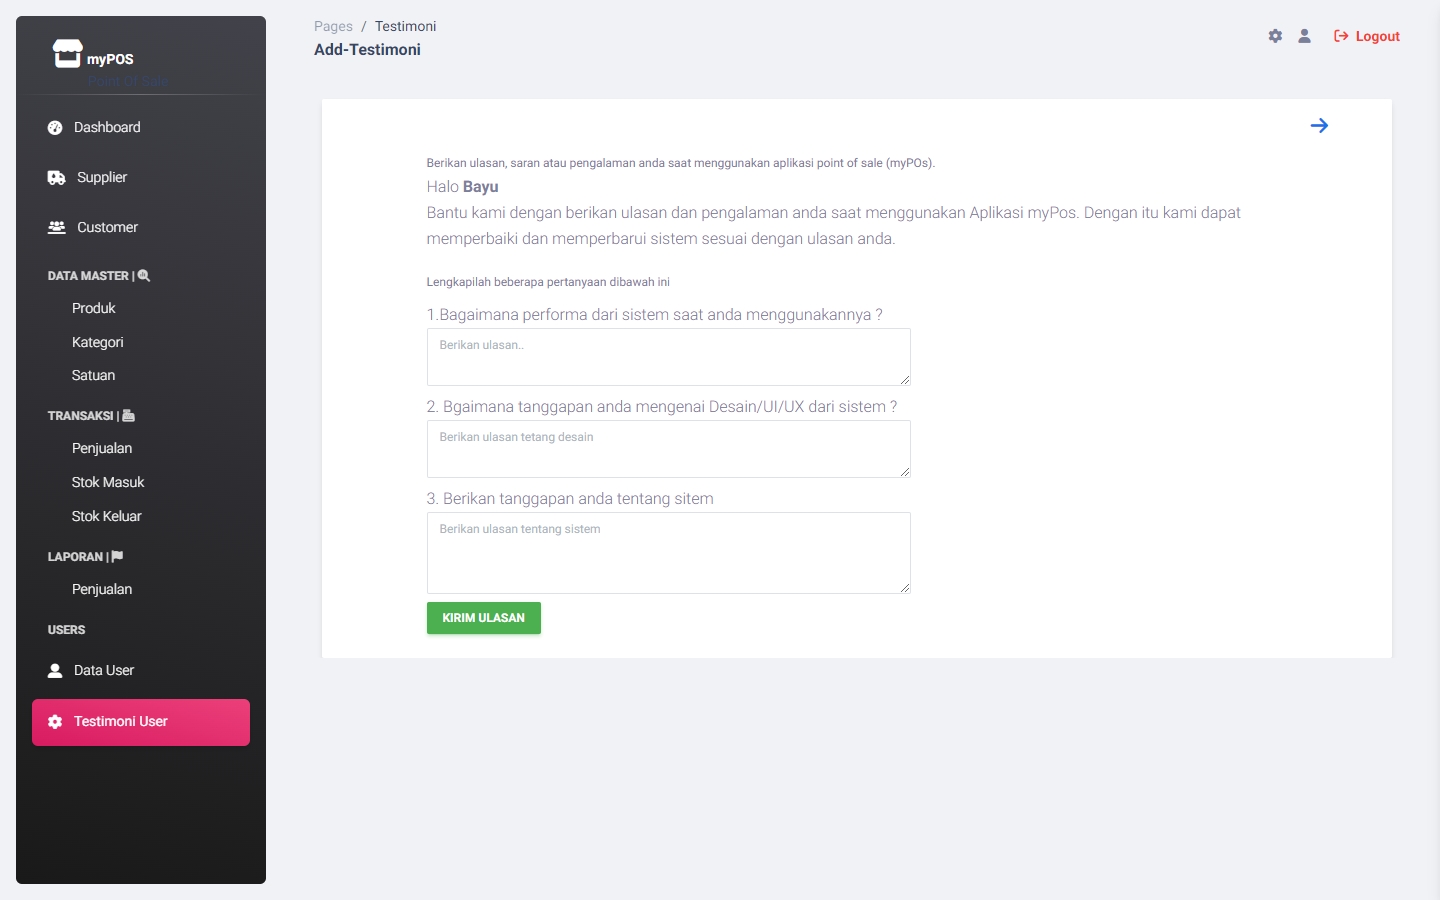 myPOS
Point Of Sale
Dashboard
Supplier
Customer
DATA MASTER |
Produk
Kategori
Satuan
TRANSAKSI |
Penjualan
Stok Masuk
Stok Keluar
LAPORAN |
Penjualan
USERS
Data User
Testimoni User
Pages / Testimoni
Add-Testimoni
Logout
Berikan ulasan, saran atau pengalaman anda saat menggunakan aplikasi point of sale (myPOs).
Halo Bayu
Bantu kami dengan berikan ulasan dan pengalaman anda saat menggunakan Aplikasi myPos. Dengan itu kami dapat
memperbaiki dan memperbarui sistem sesuai dengan ulasan anda.
Lengkapilah beberapa pertanyaan dibawah ini
1.Bagaimana performa dari sistem saat anda menggunakannya ?
Berikan ulasan..
2. Bgaimana tanggapan anda mengenai Desain/UI/UX dari sistem ?
Berikan ulasan tetang desain
3. Berikan tanggapan anda tentang sitem
Berikan ulasan tentang sistem
KIRIM ULASAN